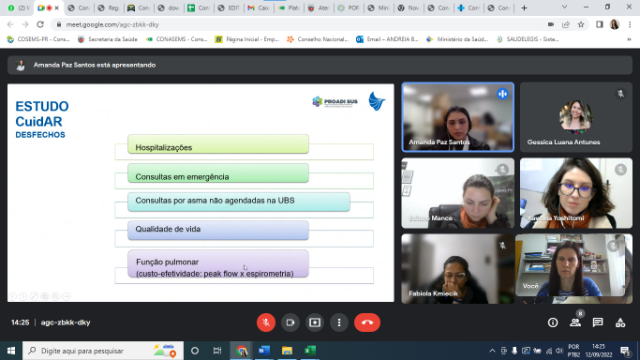 meet.google.com/agc-zbkk-dky
COSEMS-PR - Cons...
Secretaria da Saúde
CONASEMS - Consel...
Página Inicial - Emp...
Conselho Nacional...
Email – ANDREIA B...
Ministério da Saúd...
SAUDELEGIS - Siste...
Amanda Paz Santos está apresentando
ESTUDO
CuidAR
DESFECHOS
PROADI SUS
Hospitalizações
Consultas em emergência
Consultas por asma não agendadas na UBS
Qualidade de vida
Função pulmonar
(custo-efetividade: peak flow x espirometria)
Amanda Paz Santos
Gessica Luana Antunes
Manca
Yoshitomi
Fabiola Kmiecik
Você
14:25
agc-zbkk-dky
8
Digite aqui para pesquisar
POR
PTB2
14:25
12/09/2022